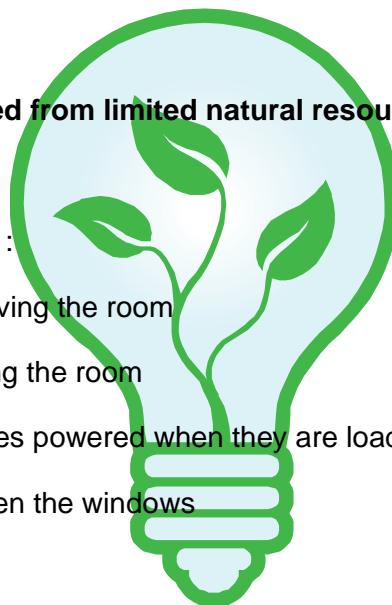 ed from limited natural resou
:
ving the room
ng the room
es powered when they are load
en the windows